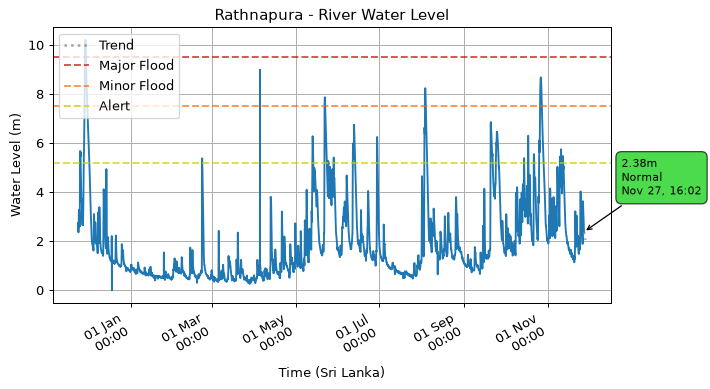 Rathnapura - River Water Level
Trend
Major Flood
Minor Flood
Alert
10
8
6
4
2
0
Water Level (m)
2.38m
Normal
Nov 27, 16:02
01 Jan
00:00
01 Mar
00:00
01 May
00:00
01 Jul
00:00
01 Sep
00:00
01 Nov
00:00
Time (Sri Lanka)